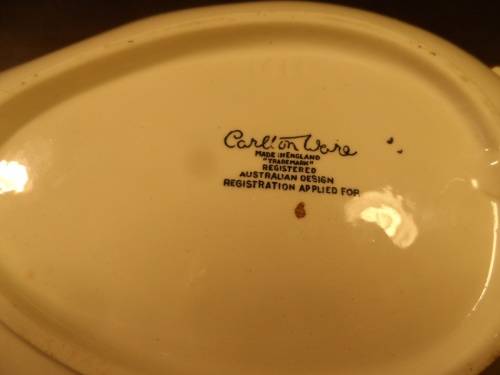 Carlton Ware
MADE IN ENGLAND
"TRADEMARK"
REGISTERED
AUSTRALIAN DESIGN
REGISTRATION APPLIED FOR